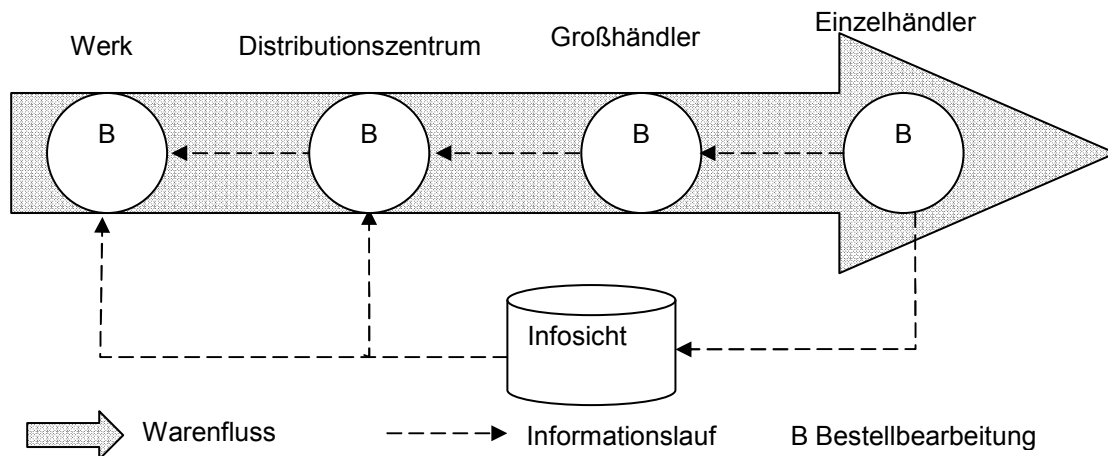 Werk Distributionszentrum Großhändler Einzelhändler
B B B B
Infosicht
Warenfluss Informationslauf B Bestellbearbeitung